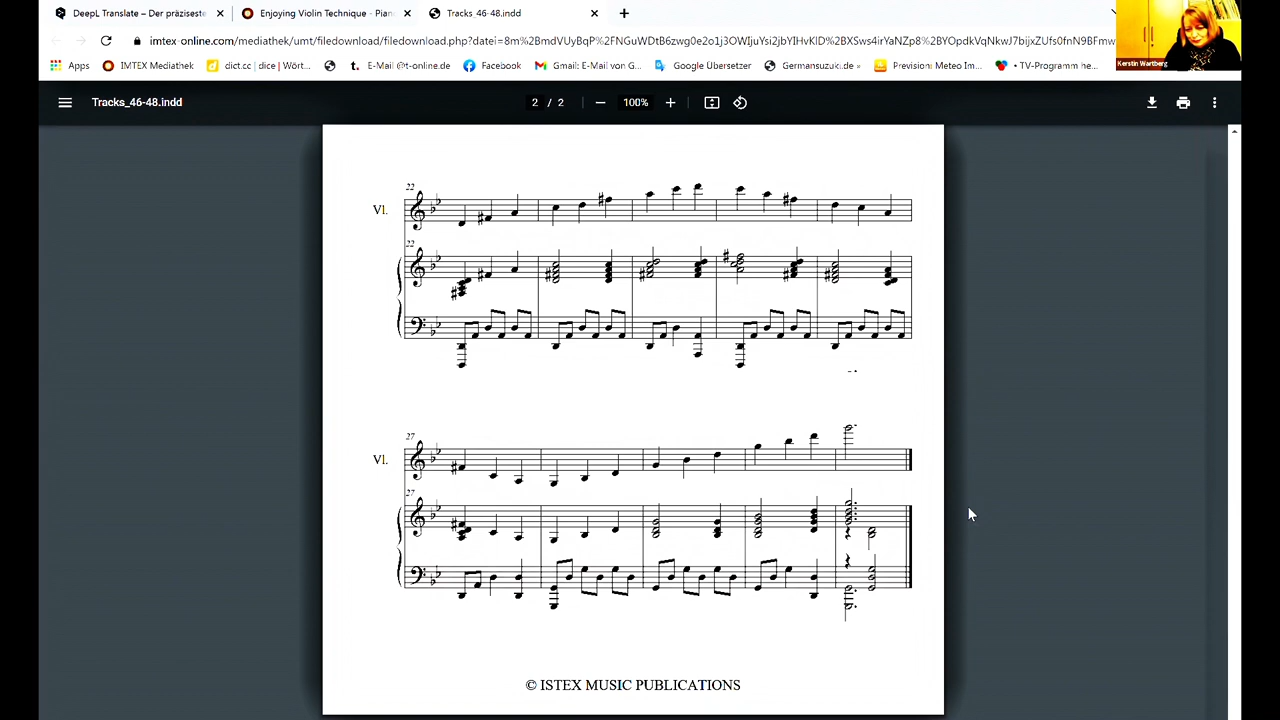 DeepL Translate – Der präziseste
Enjoying Violin Technique - Pian
Tracks_46-48.indd
imtex-online.com/mediathek/umt/filedownload/filedownload.php?datei=8m%2BmdVUyBqP%2FNGuWDtB6zwg0e2o1j3OWIjuYsi2jbYIHvKlD%2BXSws4irYaNZp8%2BYOpdkVqNkwJ7bijxZUfs0fnN9BFmw
Apps
IMTEX Mediathek
dict.cc | dice | Wört...
t. E-Mail @t-online.de
Facebook
Gmail: E-Mail von G...
Google Übersetzer
Germansuzuki.de »
Previsioni Meteo Im...
• TV-Programm he...
Kerstin Wartberg
Tracks_46-48.indd
2 / 2
100%
22
Vl.
22
27
Vl.
27
© ISTEX MUSIC PUBLICATIONS